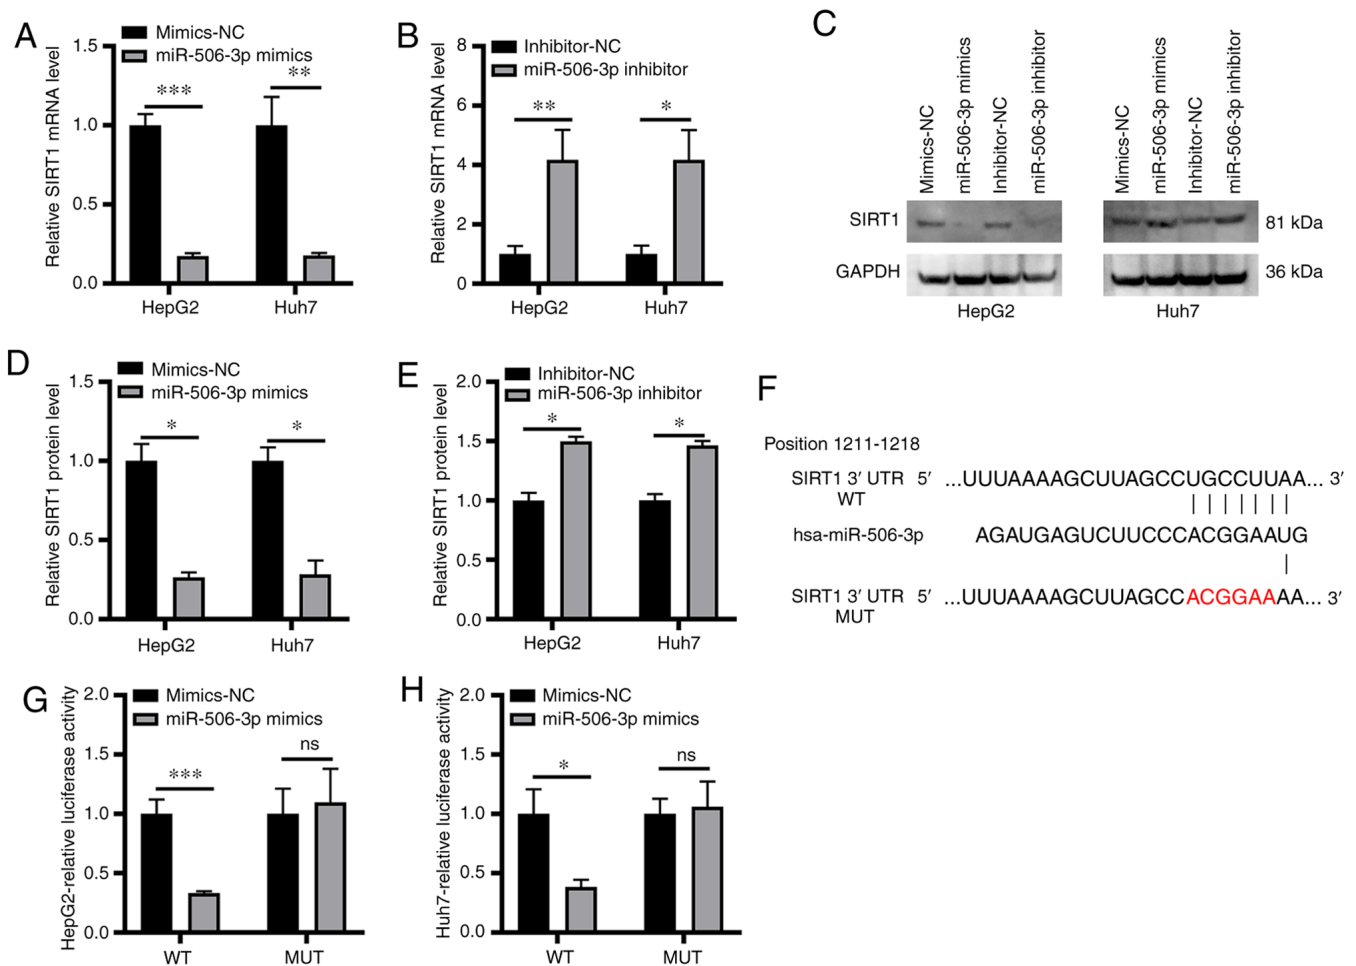 A
Mimics-NC
miR-506-3p mimics
Relative SIRT1 mRNA level
1.5
1.0
0.5
0.0
***
**
HepG2
Huh7
B
Inhibitor-NC
miR-506-3p inhibitor
Relative SIRT1 mRNA level
8
6
4
2
0
**
*
HepG2
Huh7
C
Mimics-NC
miR-506-3p mimics
Inhibitor-NC
miR-506-3p inhibitor
Mimics-NC
miR-506-3p mimics
Inhibitor-NC
miR-506-3p inhibitor
SIRT1
81 kDa
GAPDH
36 kDa
HepG2
Huh7
D
Mimics-NC
miR-506-3p mimics
Relative SIRT1 protein level
1.5
1.0
0.5
0.0
*
*
HepG2
Huh7
E
Inhibitor-NC
miR-506-3p inhibitor
Relative SIRT1 protein level
2.0
1.5
1.0
0.5
0.0
*
*
HepG2
Huh7
F
Position 1211-1218
SIRT1 3′ UTR 5′ ...UUUAAAAGCUUAGCCUGCCUUAA... 3′
WT
hsa-miR-506-3p AGAUGAGUCUUCCCACGGAAUG
SIRT1 3′ UTR 5′ ...UUUAAAAGCUUAGCCACGGAAAA... 3′
MUT
G
Mimics-NC
miR-506-3p mimics
HepG2-relative luciferase activity
2.0
1.5
1.0
0.5
0.0
***
ns
WT
MUT
H
Mimics-NC
miR-506-3p mimics
Huh7-relative luciferase activity
2.0
1.5
1.0
0.5
0.0
*
ns
WT
MUT